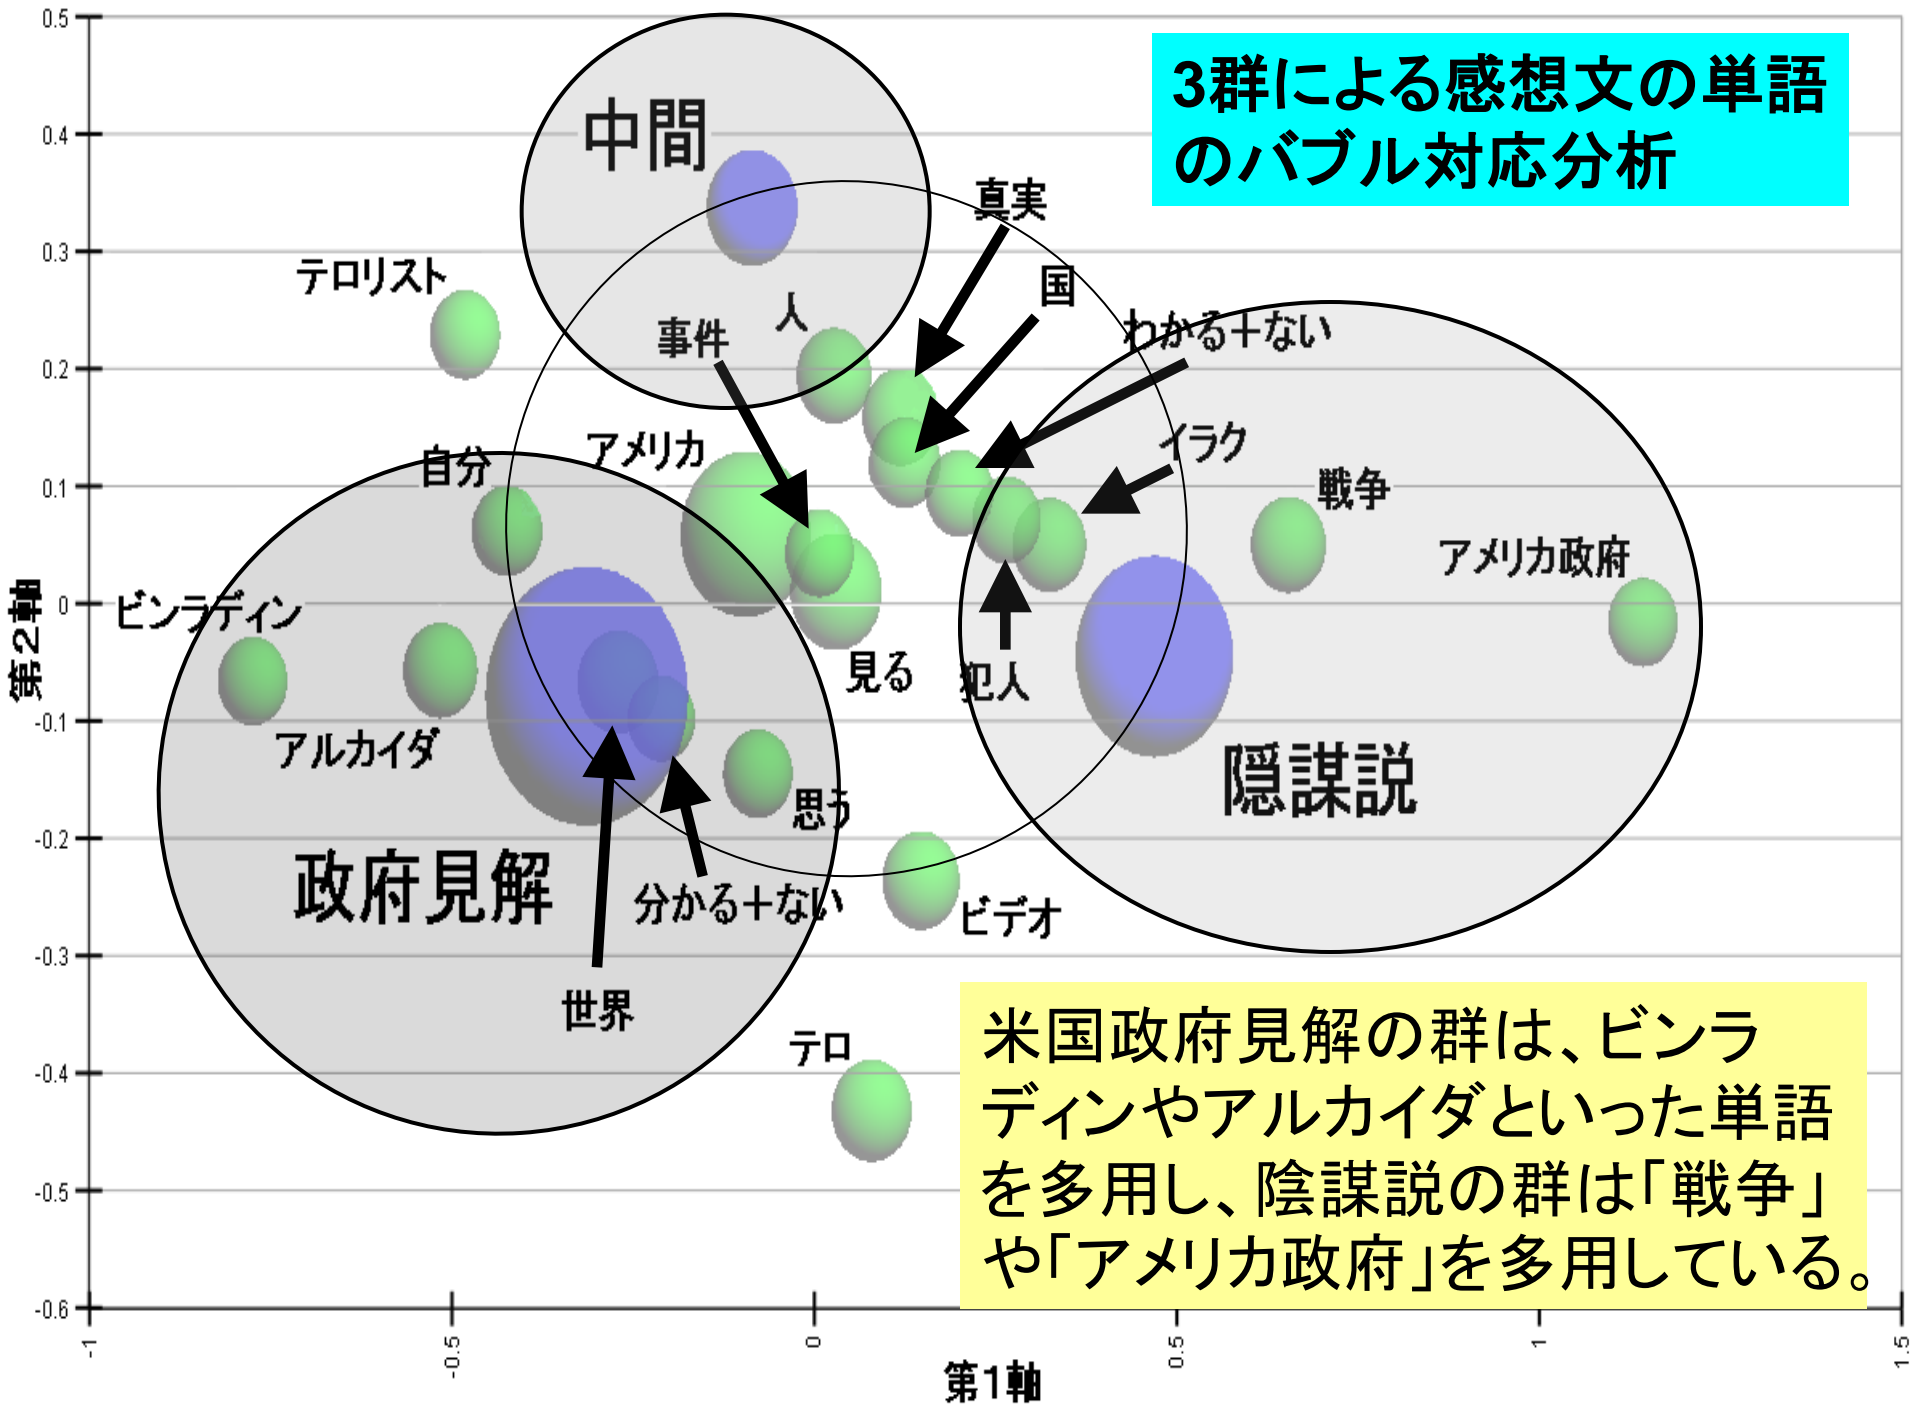 3群による感想文の単語
のバブル対応分析
中間
真実
テロリスト
国
人
事件
わかる＋ない
イラク
アメリカ
自分
戦争
アメリカ政府
ビンラディン
見る
犯人
アルカイダ
隠謀説
思う
政府見解
分かる＋ない
ビデオ
世界
テロ
米国政府見解の群は、ビンラ
ディンやアルカイダといった単語
を多用し、陰謀説の群は「戦争」
や「アメリカ政府」を多用している。
第2軸
0.5
0.4
0.3
0.2
0.1
0
-0.1
-0.2
-0.3
-0.4
-0.5
-0.6
-1
-0.5
0
0.5
1
1.5
第1軸